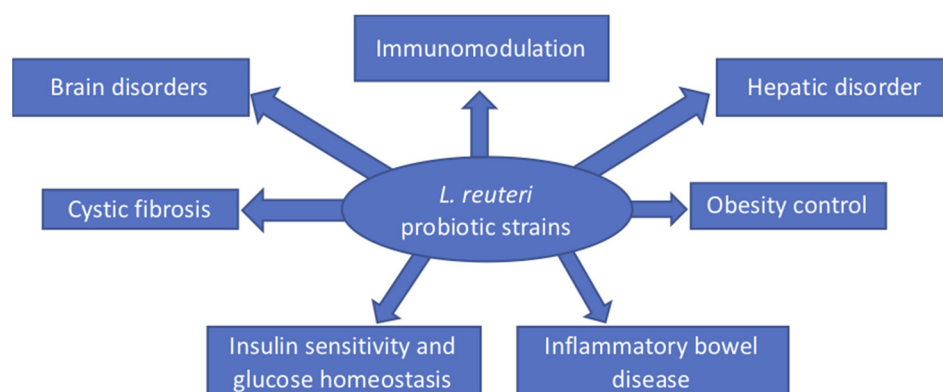 Immunomodulation
Brain disorders
Hepatic disorder
L. reuteri
probiotic strains
Cystic fibrosis
Obesity control
Insulin sensitivity and
glucose homeostasis
Inflammatory bowel
disease